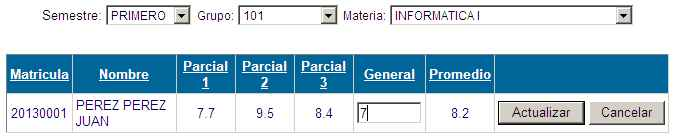 Semestre: PRIMERO Grupo: 101 Materia: INFORMATICA I
Matricula Nombre Parcial 1 Parcial 2 Parcial 3 General Promedio
20130001 PEREZ PEREZ JUAN 7.7 9.5 8.4 7 8.2 Actualizar Cancelar